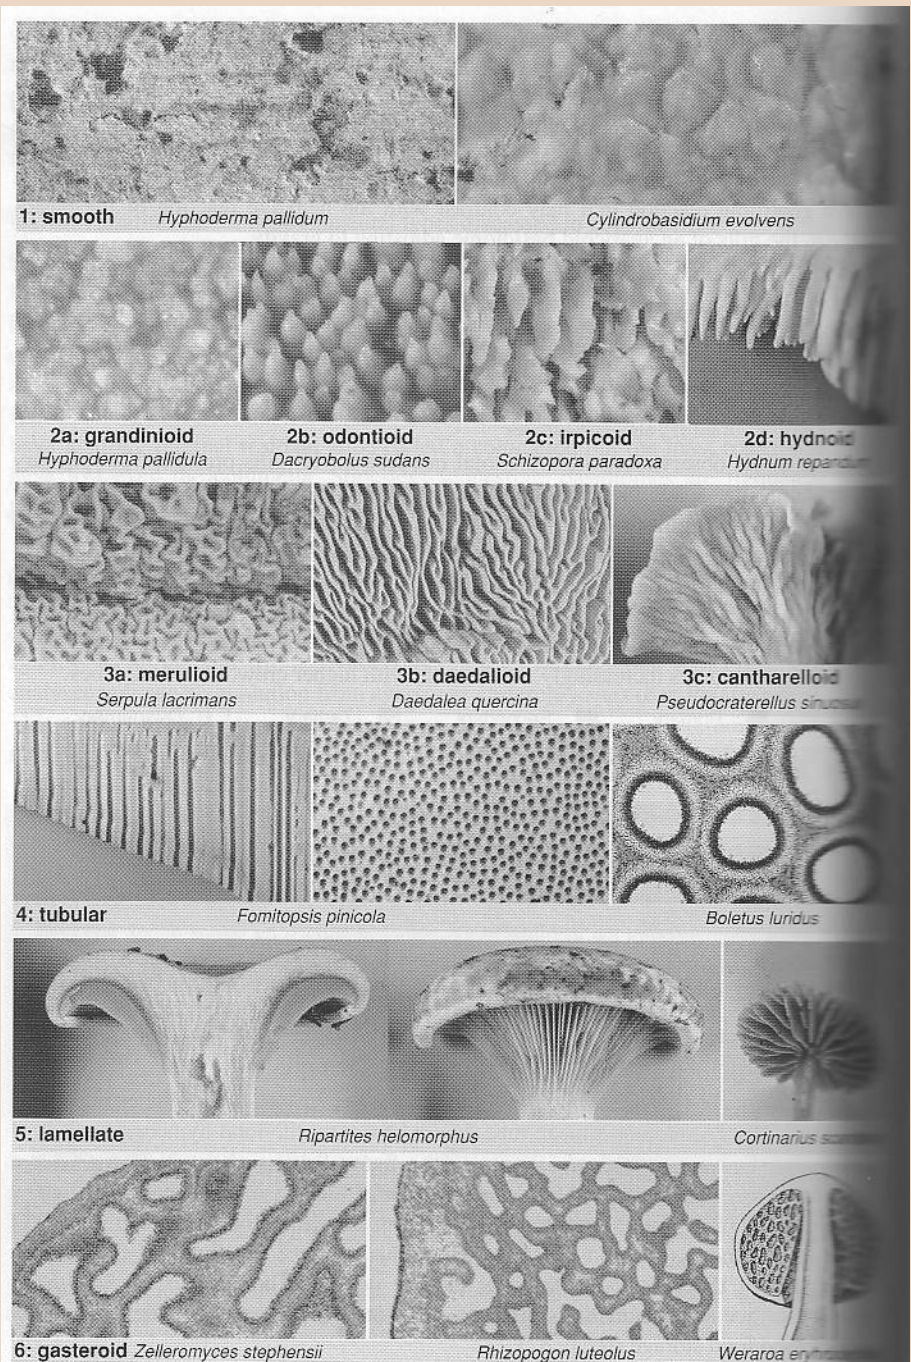 1: smooth Hyphoderma pallidum Cylindrobasidium evolvens
2a: grandinioid 2b: odontioid 2c: irpicoid 2d: hydnoid
Hyphoderma pallidula Dacryobolus sudans Schizopora paradoxa Hydnum repandum
3a: merulioid 3b: daedalioid 3c: cantharelloid
Serpula lacrimans Daedalea quercina Pseudocraterellus
4: tubular Fomitopsis pinicola Boletus luridus
5: lamellate Ripartites helomorphus Cortinarius
6: gasteroid Zelleromyces stephensii Rhizopogon luteolus Weraroa